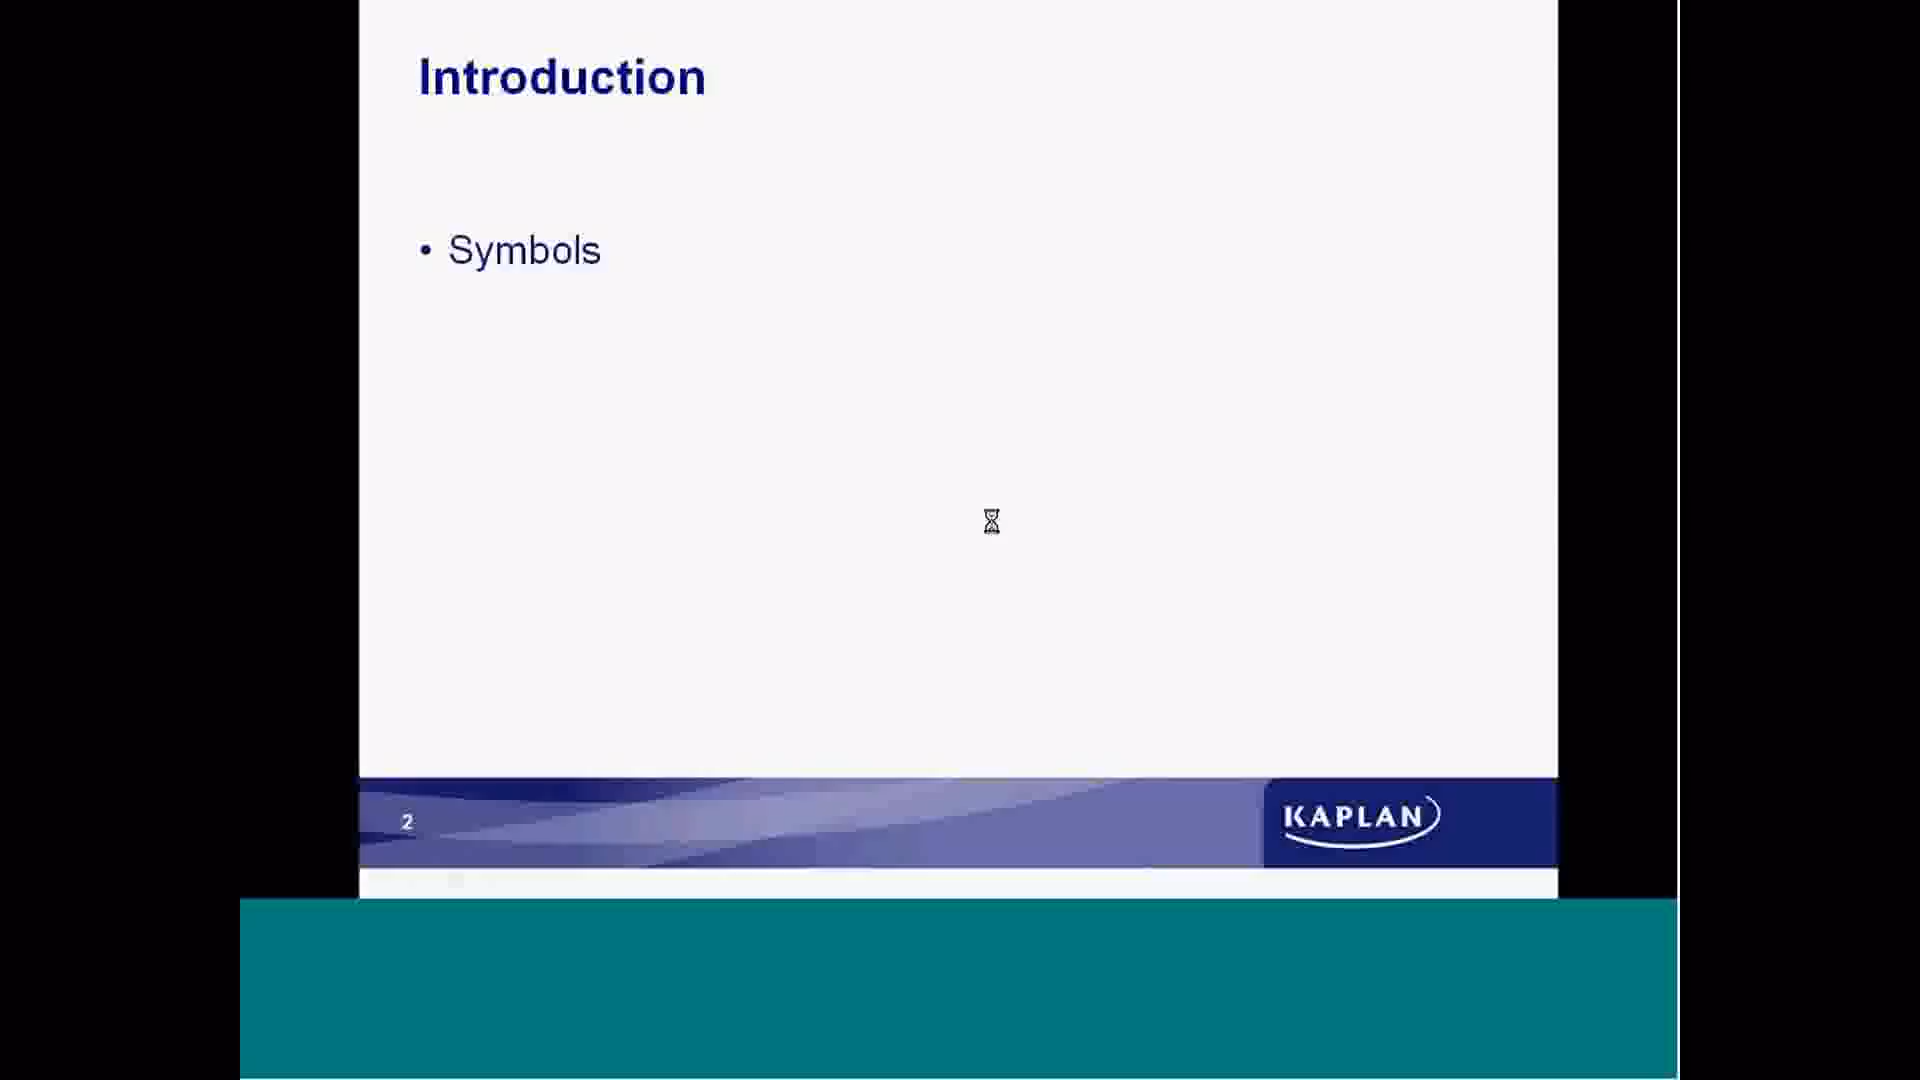 Introduction
• Symbols
2
KAPLAN